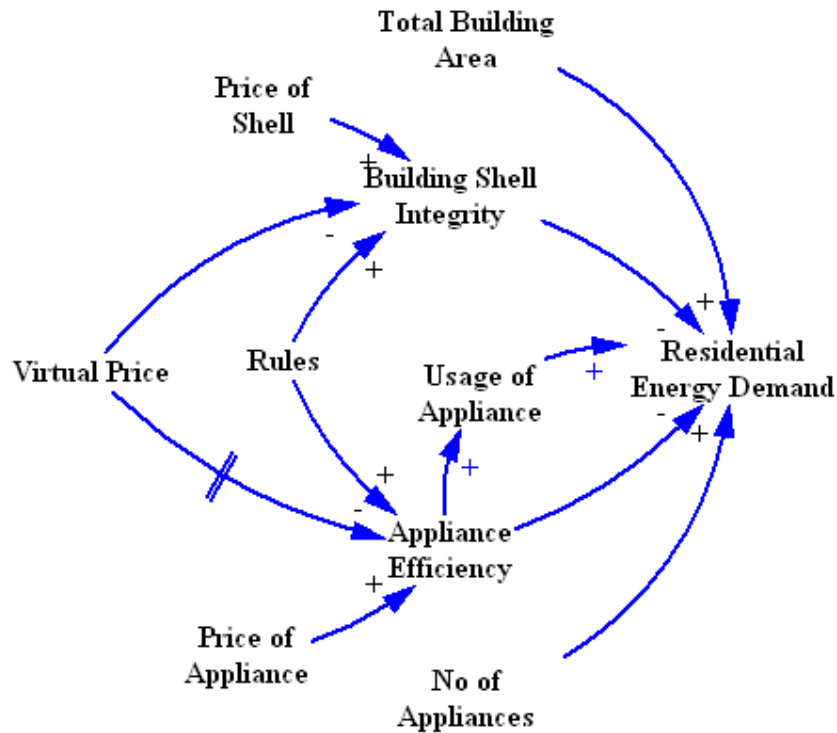 Total Building
Area
Price of
Shell
+
Building Shell
Integrity
-
+
+
-
Virtual Price
Rules
Usage of
Appliance
+
Residential
Energy Demand
-
+
+
+
-
Appliance
Efficiency
+
Price of
Appliance
No of
Appliances